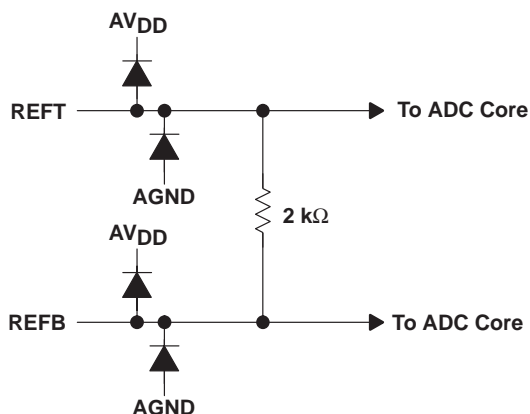 AVDD
REFT
To ADC Core
AGND
2 kΩ
AVDD
REFB
To ADC Core
AGND